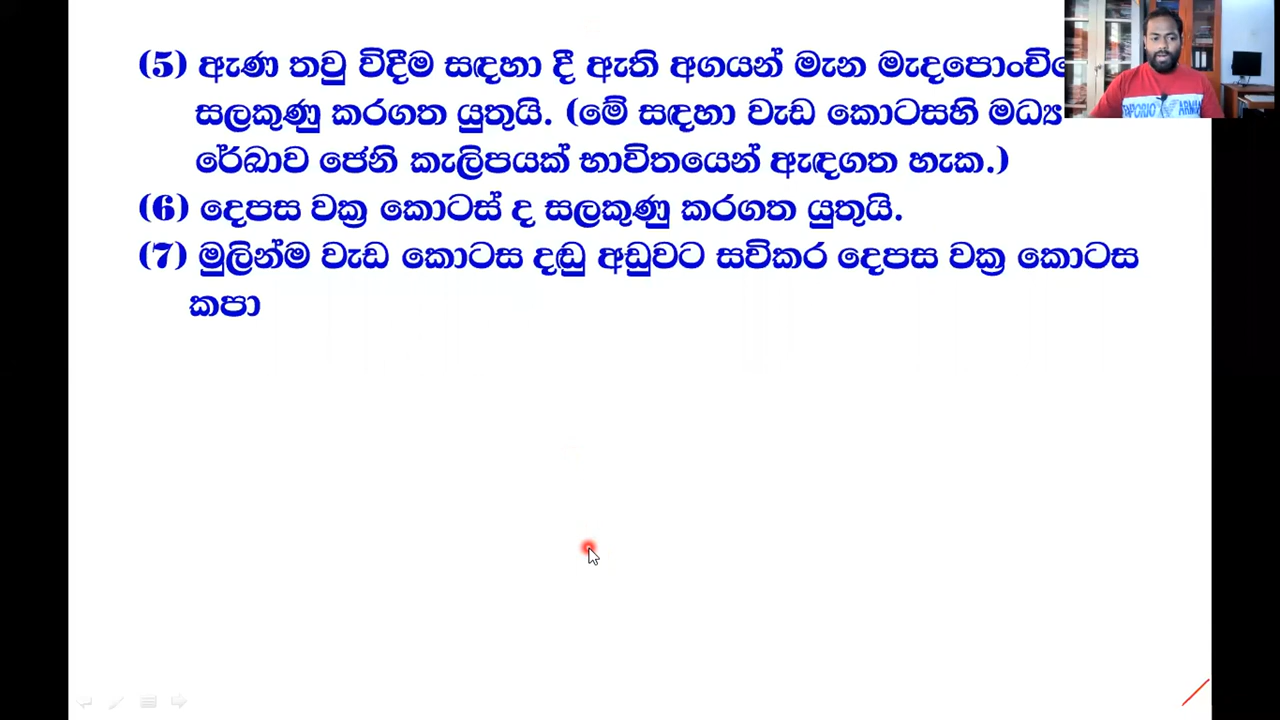 (5) ඇණ තවු විදීම සඳහා දී ඇති අගයන් මැන මැදපොංචි
සලකුණු කරගත යුතුයි. (මේ සඳහා වැඩ කොටසහි මධ්‍ය
රේඛාව ජෙනි කැලිපයක් භාවිතයෙන් ඇඳගත හැක.)
(6) දෙපස වක්‍ර කොටස් ද සලකුණු කරගත යුතුයි.
(7) මුලින්ම වැඩ කොටස දඬු අඩුවට සවිකර දෙපස වක්‍ර කොටස
කපා